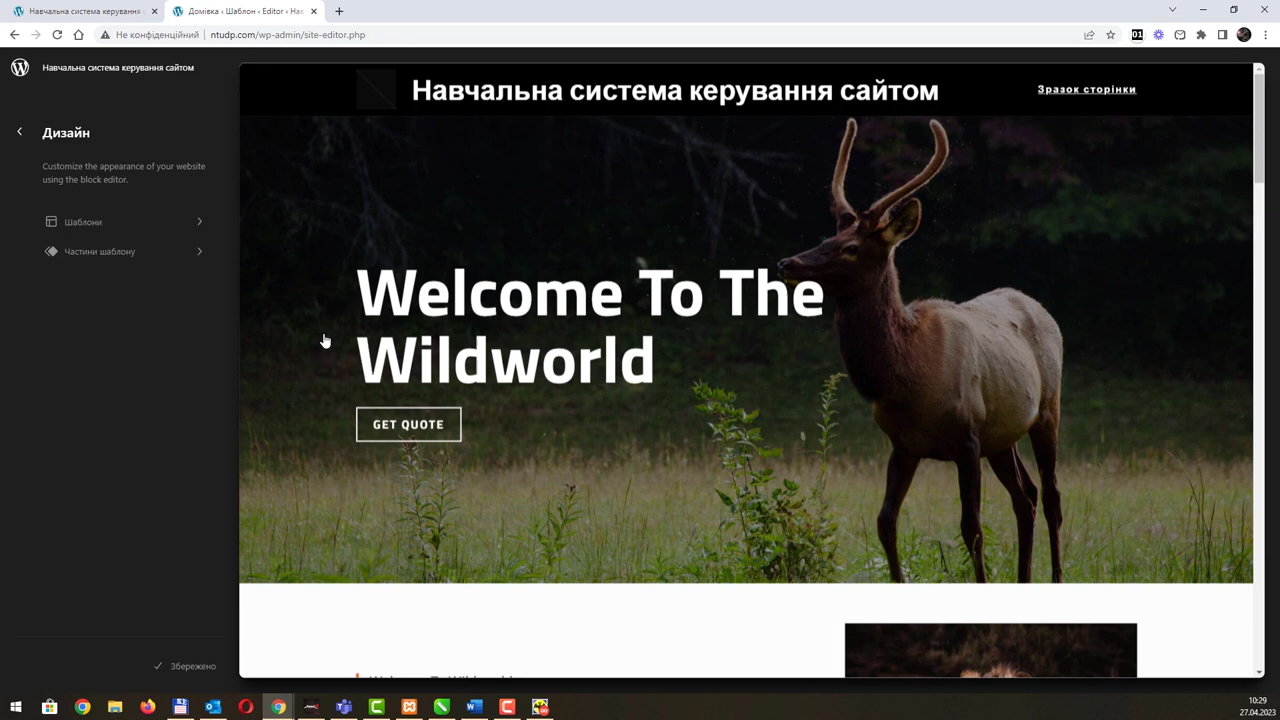 Навчальна система керування с
Домівка ‹ Шаблон ‹ Editor ‹ Нав
Не конфіденційний
ntudp.com/wp-admin/site-editor.php
01
Навчальна система керування сайтом
Дизайн
Customize the appearance of your website
using the block editor.
Шаблони
Частини шаблону
Збережено
Навчальна система керування сайтом
Зразок сторінки
Welcome To The
Wildworld
GET QUOTE
10:29
27.04.2023